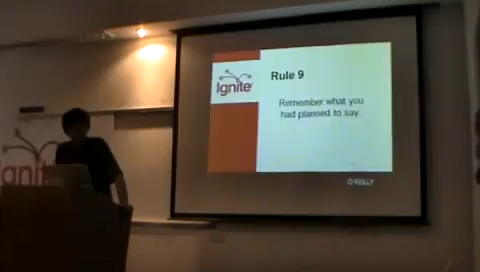 Ignite
Rule 9
Remember what you
had planned to say.
O'REILLY
Ignite